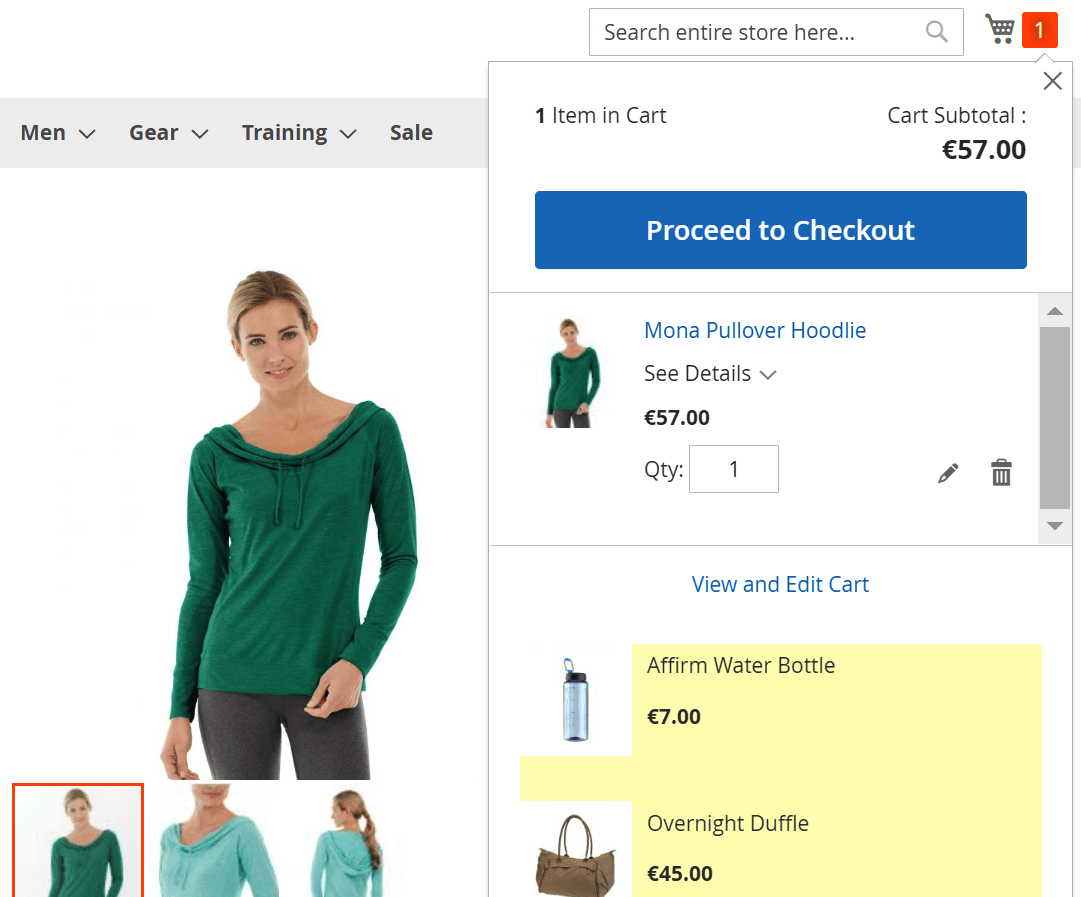 Search entire store here...
1
Men
Gear
Training
Sale
1 Item in Cart
Cart Subtotal :
€57.00
Proceed to Checkout
Mona Pullover Hoodlie
See Details
€57.00
Qty: 1
View and Edit Cart
Affirm Water Bottle
€7.00
Overnight Duffle
€45.00